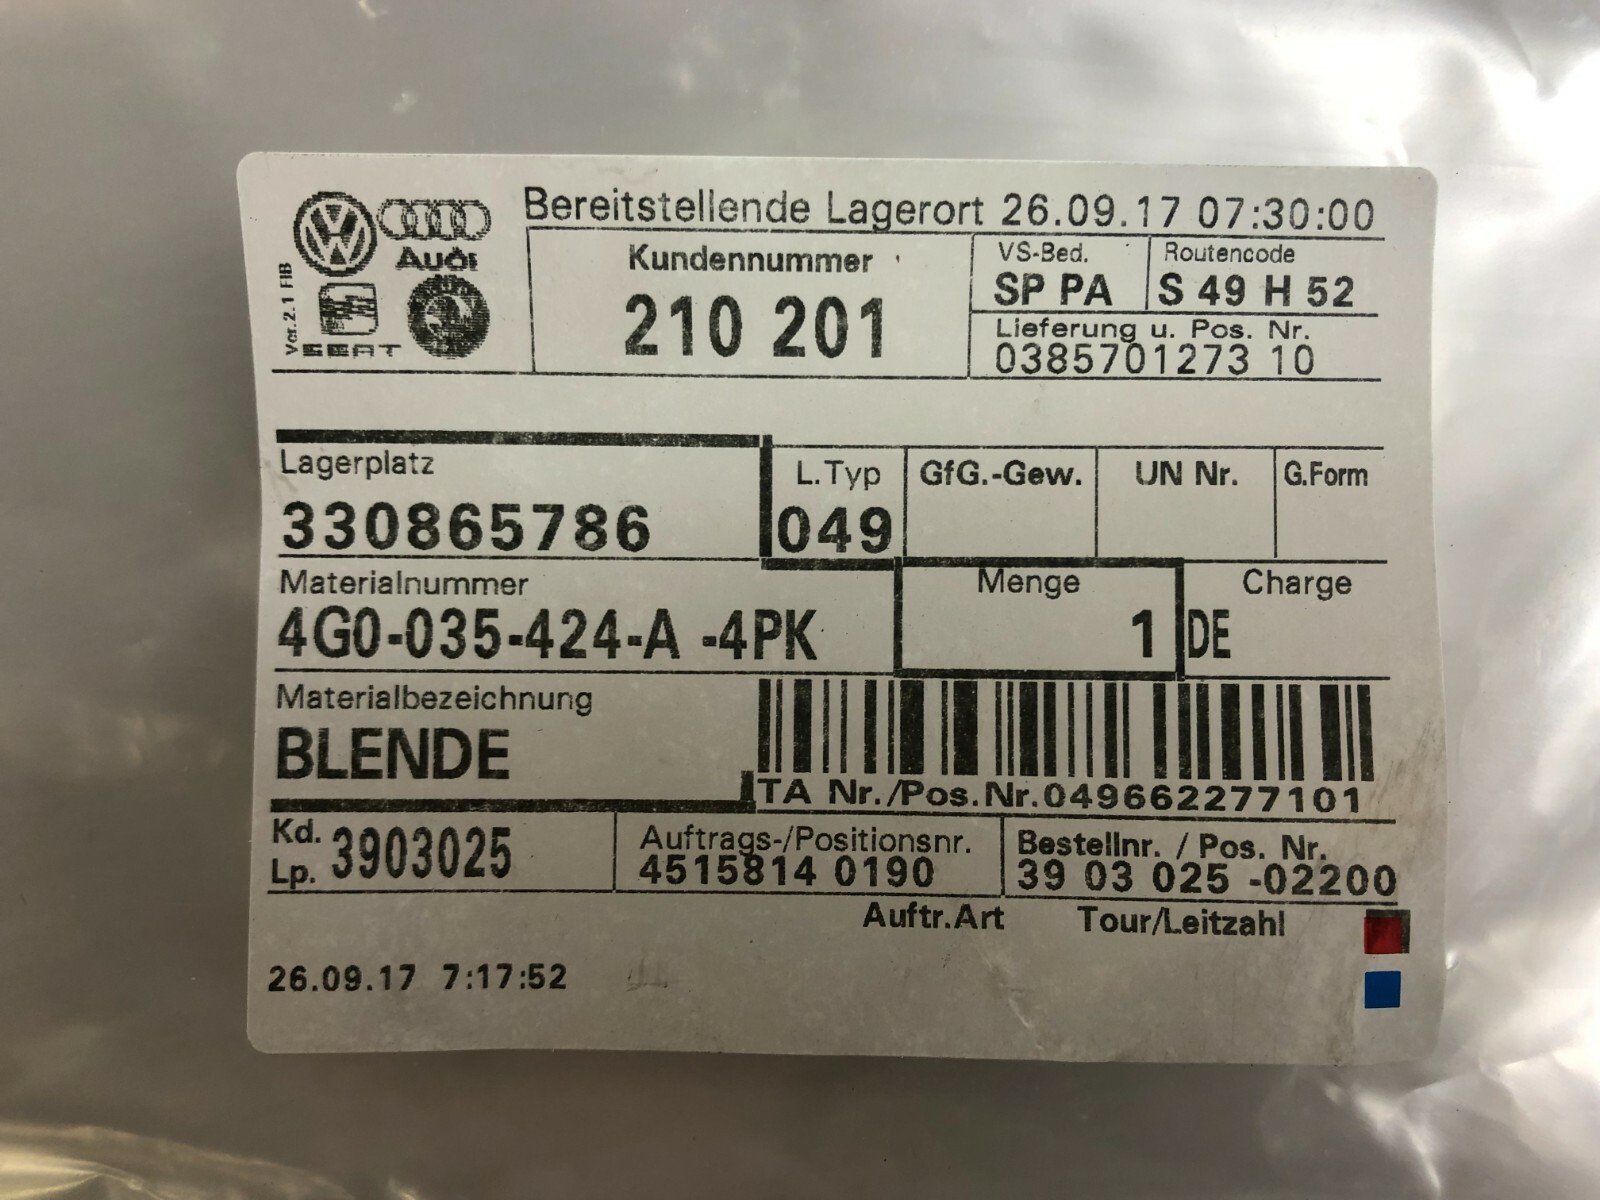 Bereitstellende Lagerort 26.09.17 07:30:00
Audi
SEAT
Ver.2.1 FIB
Kundennummer
210 201
VS-Bed.
SP PA
Routencode
S 49 H 52
Lieferung u. Pos. Nr.
0385701273 10
Lagerplatz
330865786
L.Typ
049
GfG.-Gew.
UN Nr.
G.Form
Materialnummer
4G0-035-424-A -4PK
Menge
1
Charge
DE
Materialbezeichnung
BLENDE
TA Nr./Pos.Nr.049662277101
Kd.
Lp. 3903025
Auftrags-/Positionsnr.
4515814 0190
Bestellnr. / Pos. Nr.
39 03 025 -02200
Auftr.Art
Tour/Leitzahl
26.09.17 7:17:52